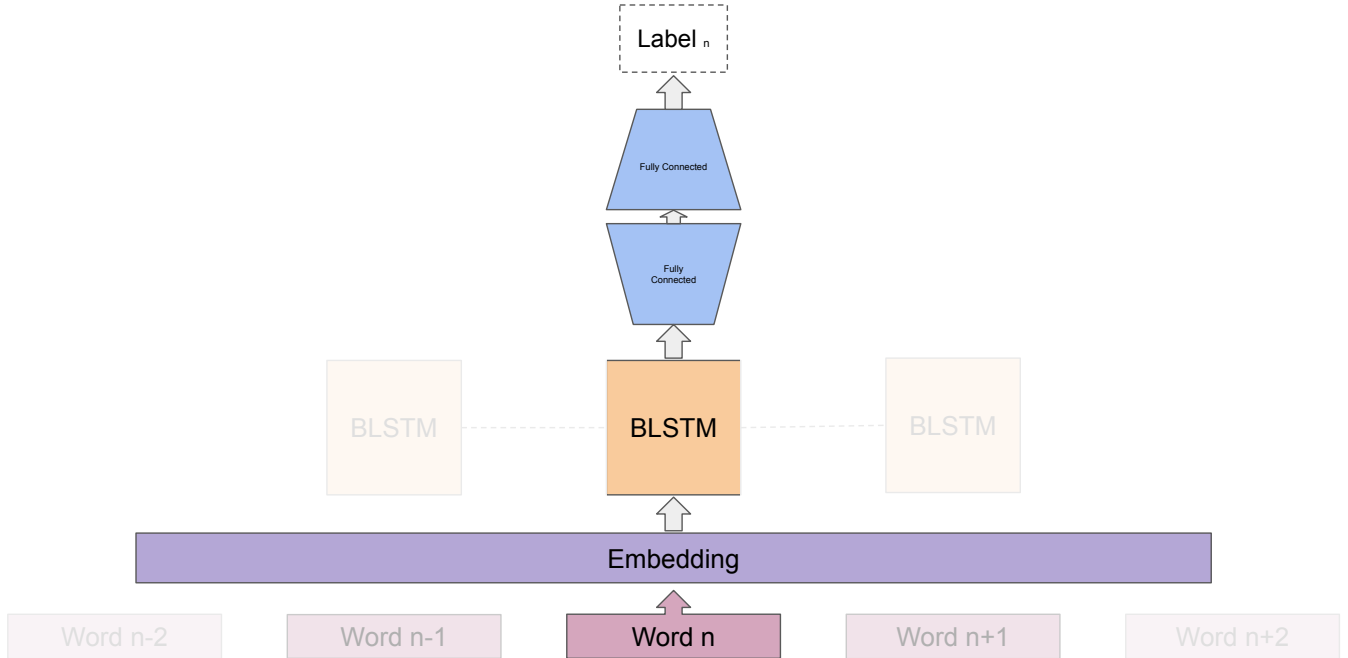 Label n
Fully Connected
Fully
Connected
BLSTM BLSTM BLSTM
Embedding
Word n-2 Word n-1 Word n Word n+1 Word n+2